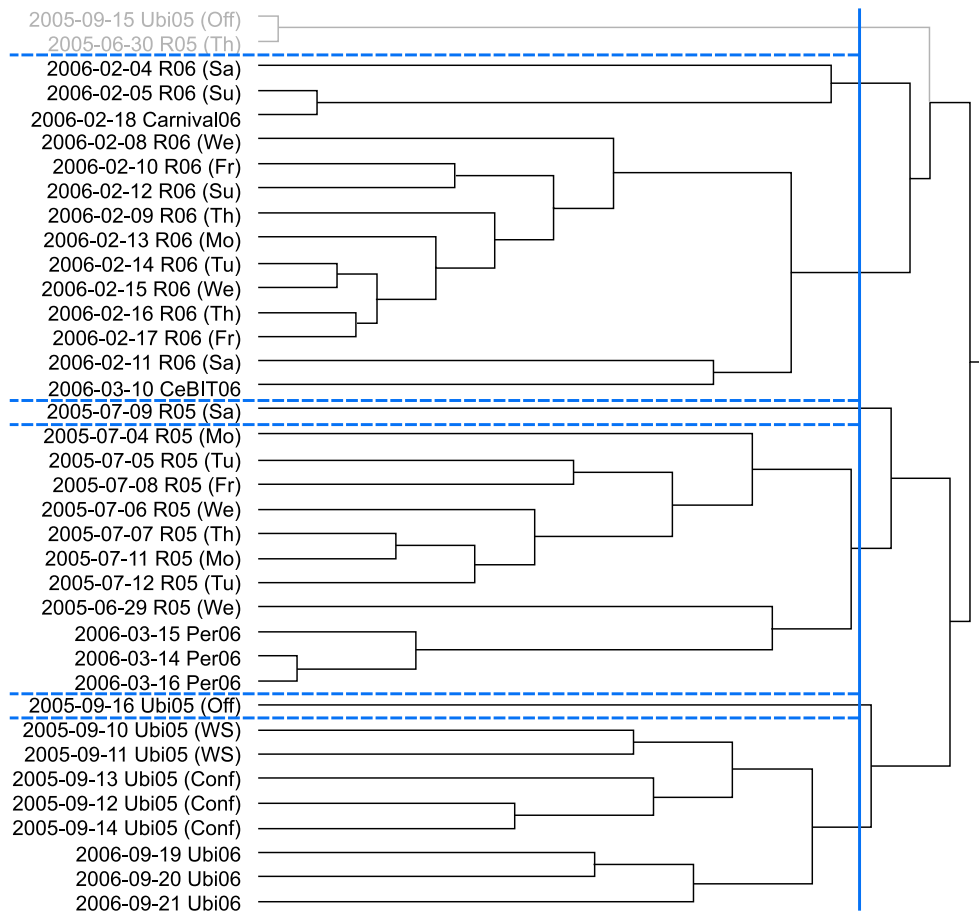 2005-09-15 Ubi05 (Off)
2005-06-30 R05 (Th)
2006-02-04 R06 (Sa)
2006-02-05 R06 (Su)
2006-02-18 Carnival06
2006-02-08 R06 (We)
2006-02-10 R06 (Fr)
2006-02-12 R06 (Su)
2006-02-09 R06 (Th)
2006-02-13 R06 (Mo)
2006-02-14 R06 (Tu)
2006-02-15 R06 (We)
2006-02-16 R06 (Th)
2006-02-17 R06 (Fr)
2006-02-11 R06 (Sa)
2006-03-10 CeBIT06
2005-07-09 R05 (Sa)
2005-07-04 R05 (Mo)
2005-07-05 R05 (Tu)
2005-07-08 R05 (Fr)
2005-07-06 R05 (We)
2005-07-07 R05 (Th)
2005-07-11 R05 (Mo)
2005-07-12 R05 (Tu)
2005-06-29 R05 (We)
2006-03-15 Per06
2006-03-14 Per06
2006-03-16 Per06
2005-09-16 Ubi05 (Off)
2005-09-10 Ubi05 (WS)
2005-09-11 Ubi05 (WS)
2005-09-13 Ubi05 (Conf)
2005-09-12 Ubi05 (Conf)
2005-09-14 Ubi05 (Conf)
2006-09-19 Ubi06
2006-09-20 Ubi06
2006-09-21 Ubi06